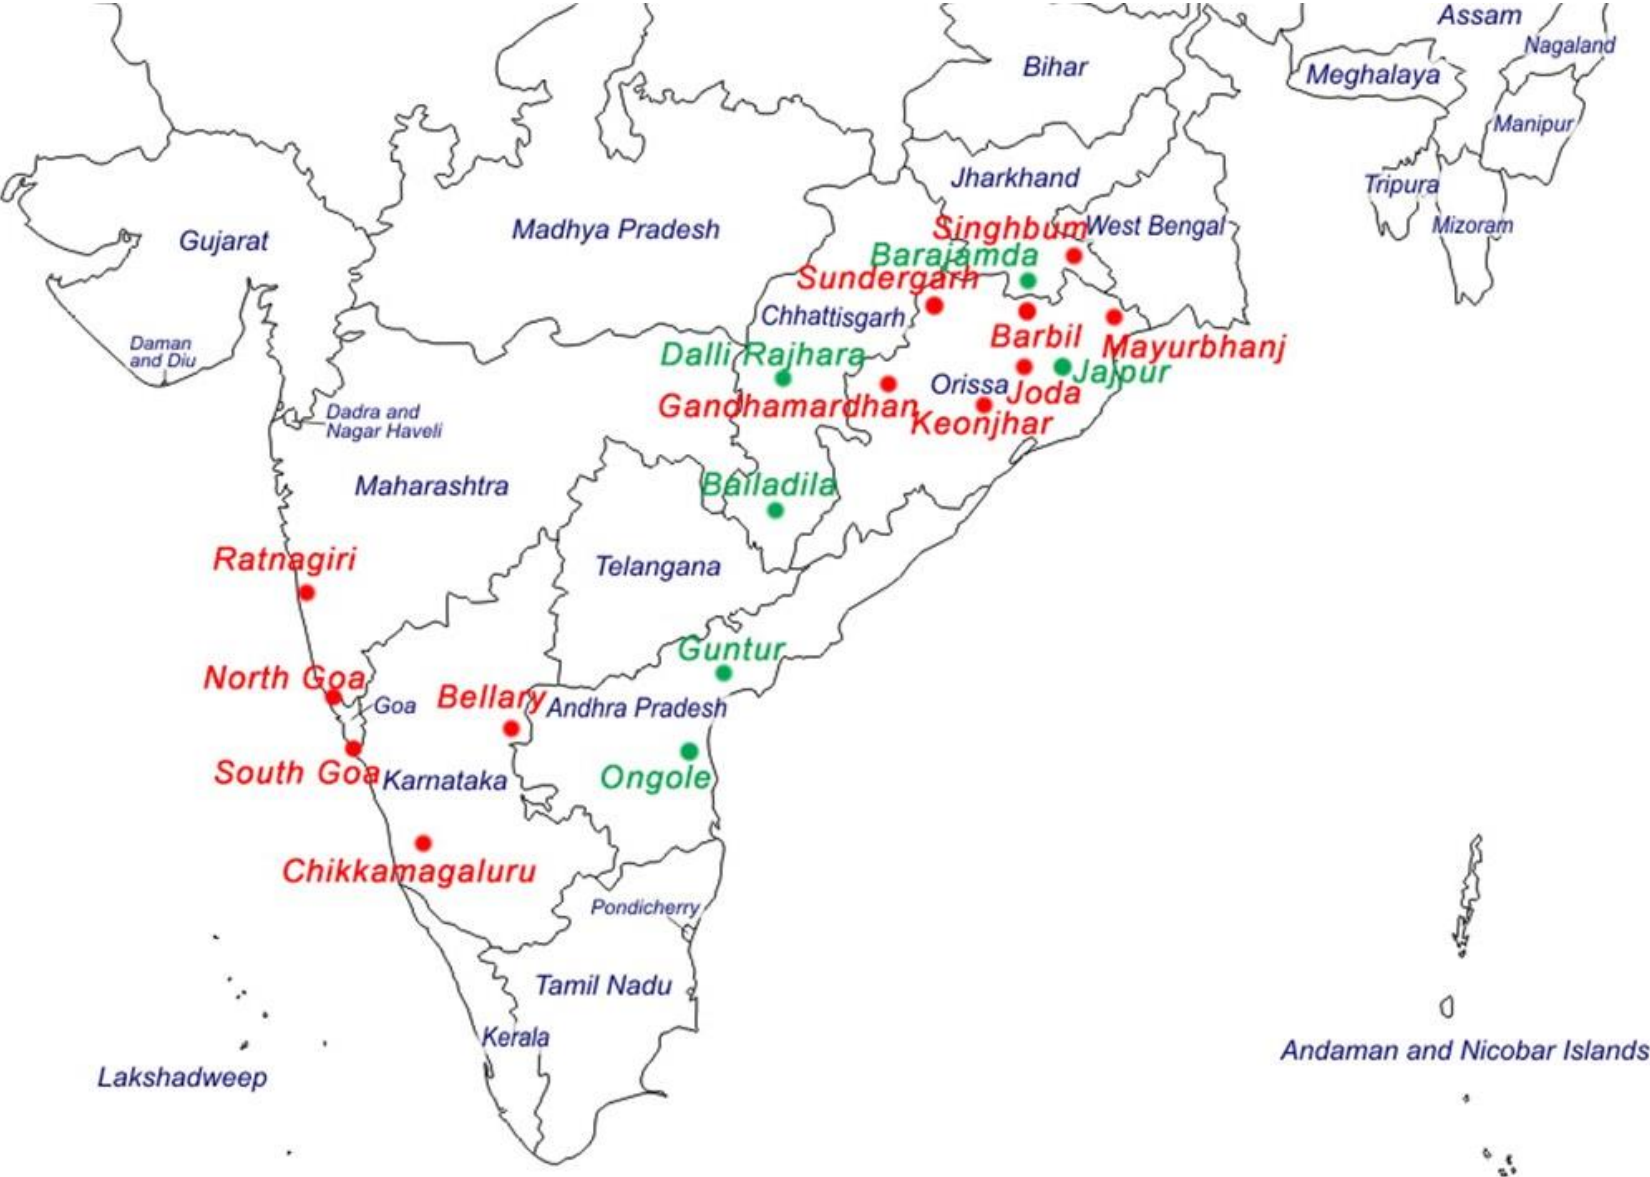 Assam
Nagaland
Bihar
Meghalaya
Manipur
Jharkhand
Tripura
Mizoram
Singhbum
West Bengal
Madhya Pradesh
Gujarat
Barajamda
Sundergarh
Chhattisgarh
Barbil
Mayurbhanj
Daman
and Diu
Dalli Rajhara
Jajpur
Orissa
Joda
Gandhamardhan
Keonjhar
Dadra and
Nagar Haveli
Maharashtra
Bailadila
Ratnagiri
Telangana
Guntur
North Goa
Bellary
Goa
Andhra Pradesh
South Goa
Karnataka
Ongole
Chikkamagaluru
Pondicherry
Tamil Nadu
Kerala
Andaman and Nicobar Islands
Lakshadweep